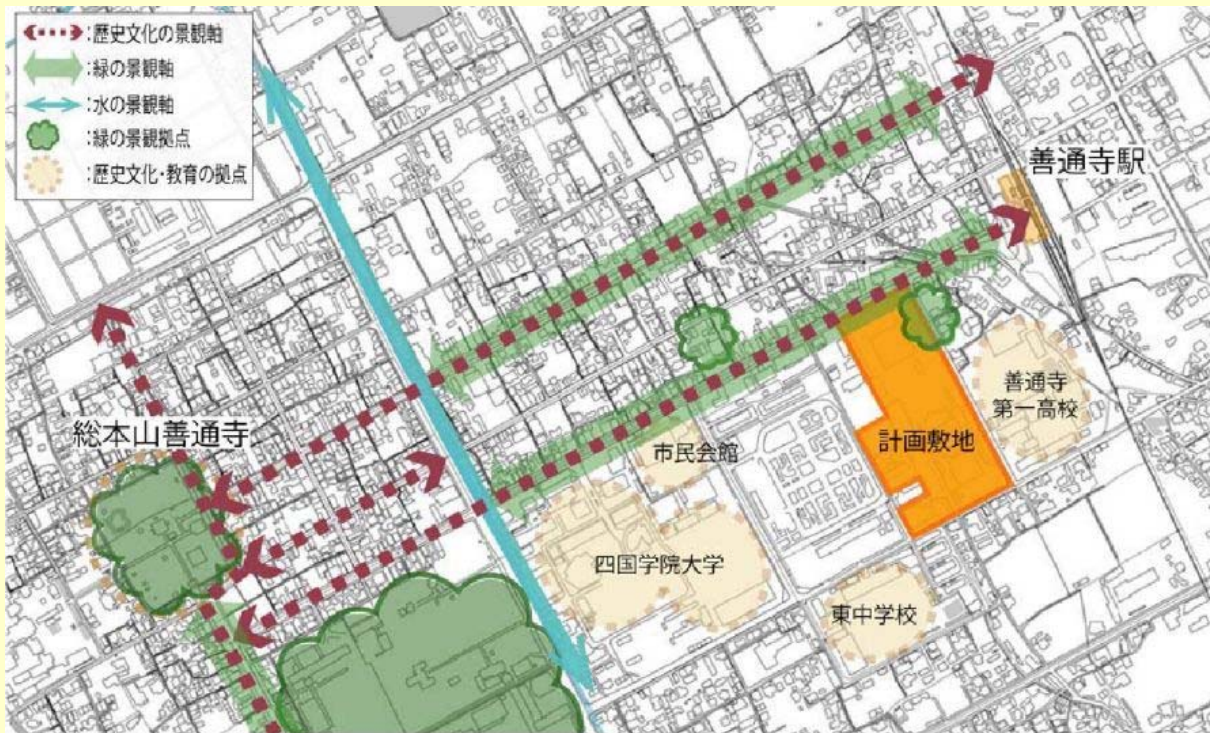 :歴史文化の景観軸
:緑の景観軸
:水の景観軸
:緑の景観拠点
:歴史文化・教育の拠点
善通寺駅
総本山善通寺
市民会館
計画敷地
善通寺
第一高校
四国学院大学
東中学校